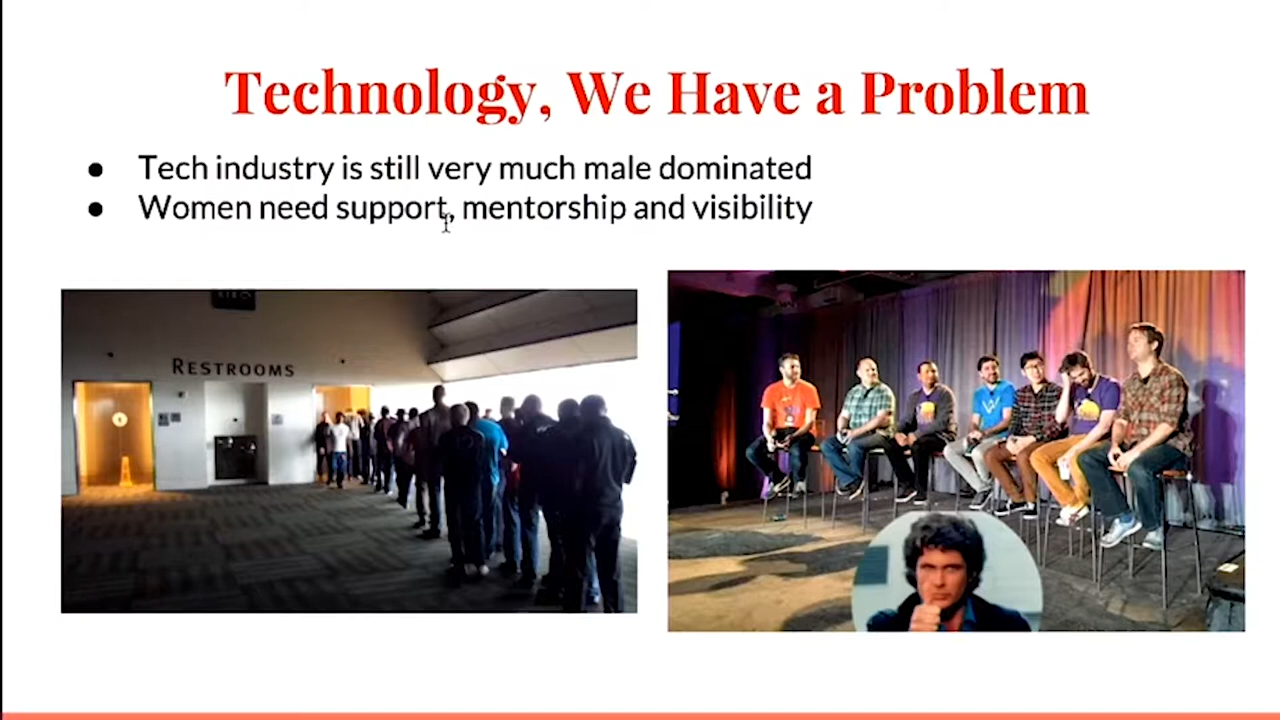 Technology, We Have a Problem
● Tech industry is still very much male dominated
● Women need support, mentorship and visibility
RESTROOMS